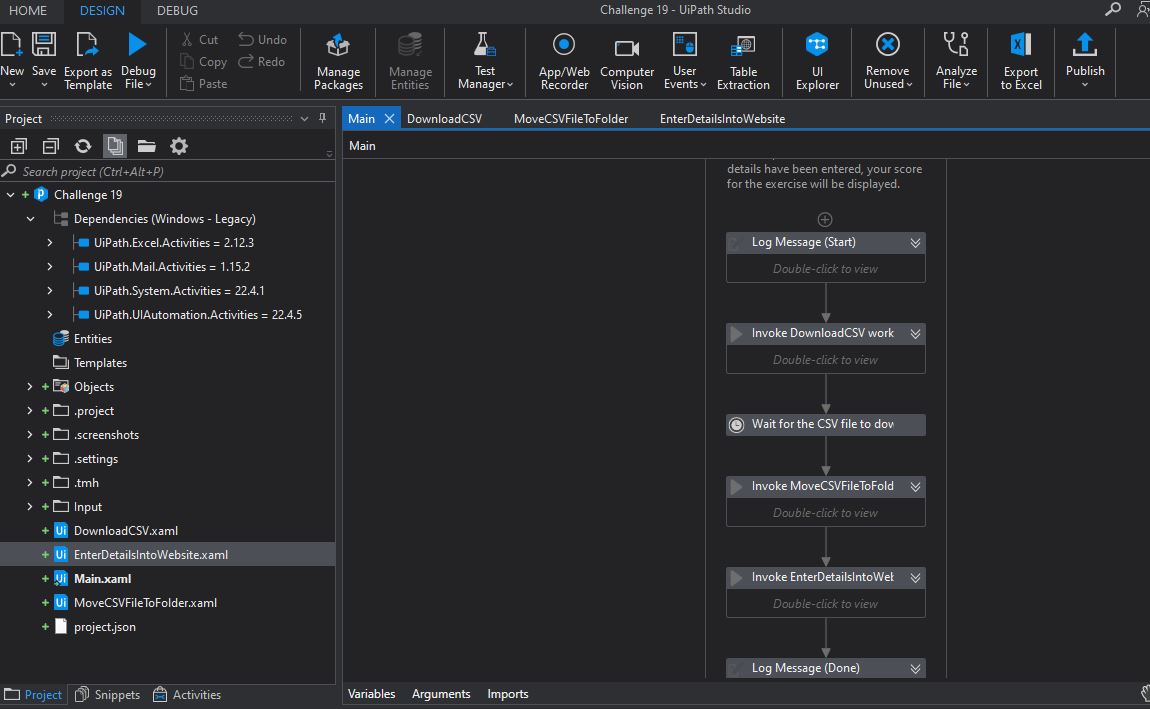 HOME DESIGN DEBUG
Challenge 19 - UiPath Studio
New Save Export as Template Debug File
Cut Copy Paste Undo Redo
Manage Packages
Manage Entities
Test Manager
App/Web Recorder
Computer Vision
User Events
Table Extraction
UI Explorer
Remove Unused
Analyze File
Export to Excel
Publish
Project
Search project (Ctrl+Alt+P)
Challenge 19
Dependencies (Windows - Legacy)
UiPath.Excel.Activities = 2.12.3
UiPath.Mail.Activities = 1.15.2
UiPath.System.Activities = 22.4.1
UiPath.UIAutomation.Activities = 22.4.5
Entities
Templates
Objects
.project
.screenshots
.settings
.tmh
Input
DownloadCSV.xaml
EnterDetailsIntoWebsite.xaml
Main.xaml
MoveCSVFileToFolder.xaml
project.json
Project Snippets Activities
Main DownloadCSV MoveCSVFileToFolder EnterDetailsIntoWebsite
Main
details have been entered, your score
for the exercise will be displayed.
Log Message (Start)
Double-click to view
Invoke DownloadCSV work
Double-click to view
Wait for the CSV file to dow
Invoke MoveCSVFileToFold
Double-click to view
Invoke EnterDetailsIntoWeb
Double-click to view
Log Message (Done)
Variables Arguments Imports